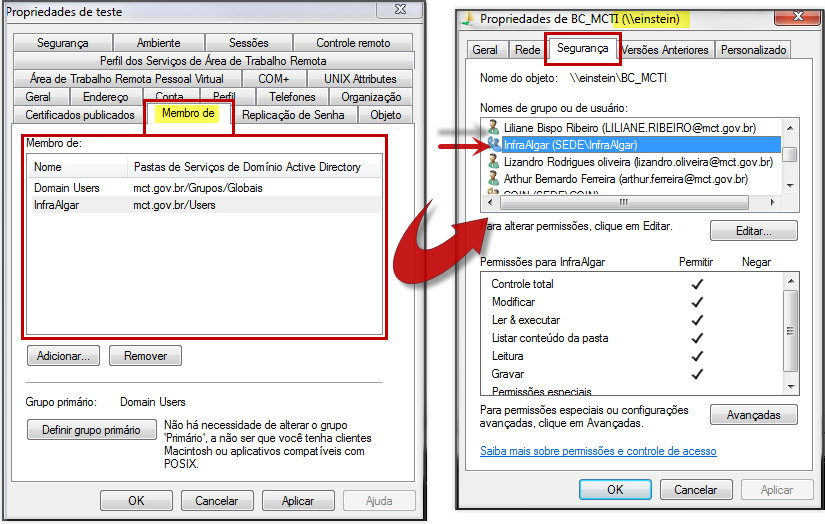 Propriedades de teste
Segurança Ambiente Sessões Controle remoto
Perfil dos Serviços de Área de Trabalho Remota
Área de Trabalho Remota Pessoal Virtual COM+ UNIX Attributes
Geral Endereço Conta Perfil Telefones Organização
Certificados publicados Membro de Replicação de Senha Objeto
Membro de:
Nome Pastas de Serviços de Domínio Active Directory
Domain Users mct.gov.br/Grupos/Globais
InfraAlgar mct.gov.br/Users
Adicionar... Remover
Grupo primário: Domain Users
Definir grupo primário
Não há necessidade de alterar o grupo
'Primário', a não ser que você tenha clientes
Macintosh ou aplicativos compatíveis com
POSIX.
OK Cancelar Aplicar Ajuda
Propriedades de BC_MCTI (\\einstein)
Geral Rede Segurança Versões Anteriores Personalizado
Nome do objeto: \\einstein\BC_MCTI
Nomes de grupo ou de usuário:
Liliane Bispo Ribeiro (LILIANE.RIBEIRO@mct.gov.br)
InfraAlgar (SEDE\InfraAlgar)
Lizandro Rodrigues oliveira (lizandro.oliveira@mct.gov.br)
Arthur Bernardo Ferreira (arthur.ferreira@mct.gov.br)
COIN (SEDE\COIN)
Para alterar permissões, clique em Editar.
Editar...
Permissões para InfraAlgar Permitir Negar
Controle total
Modificar
Ler & executar
Listar conteúdo da pasta
Leitura
Gravar
Permissões especiais
Para permissões especiais ou configurações
avançadas, clique em Avançadas.
Avançadas
Saiba mais sobre permissões e controle de acesso
OK Cancelar Aplicar